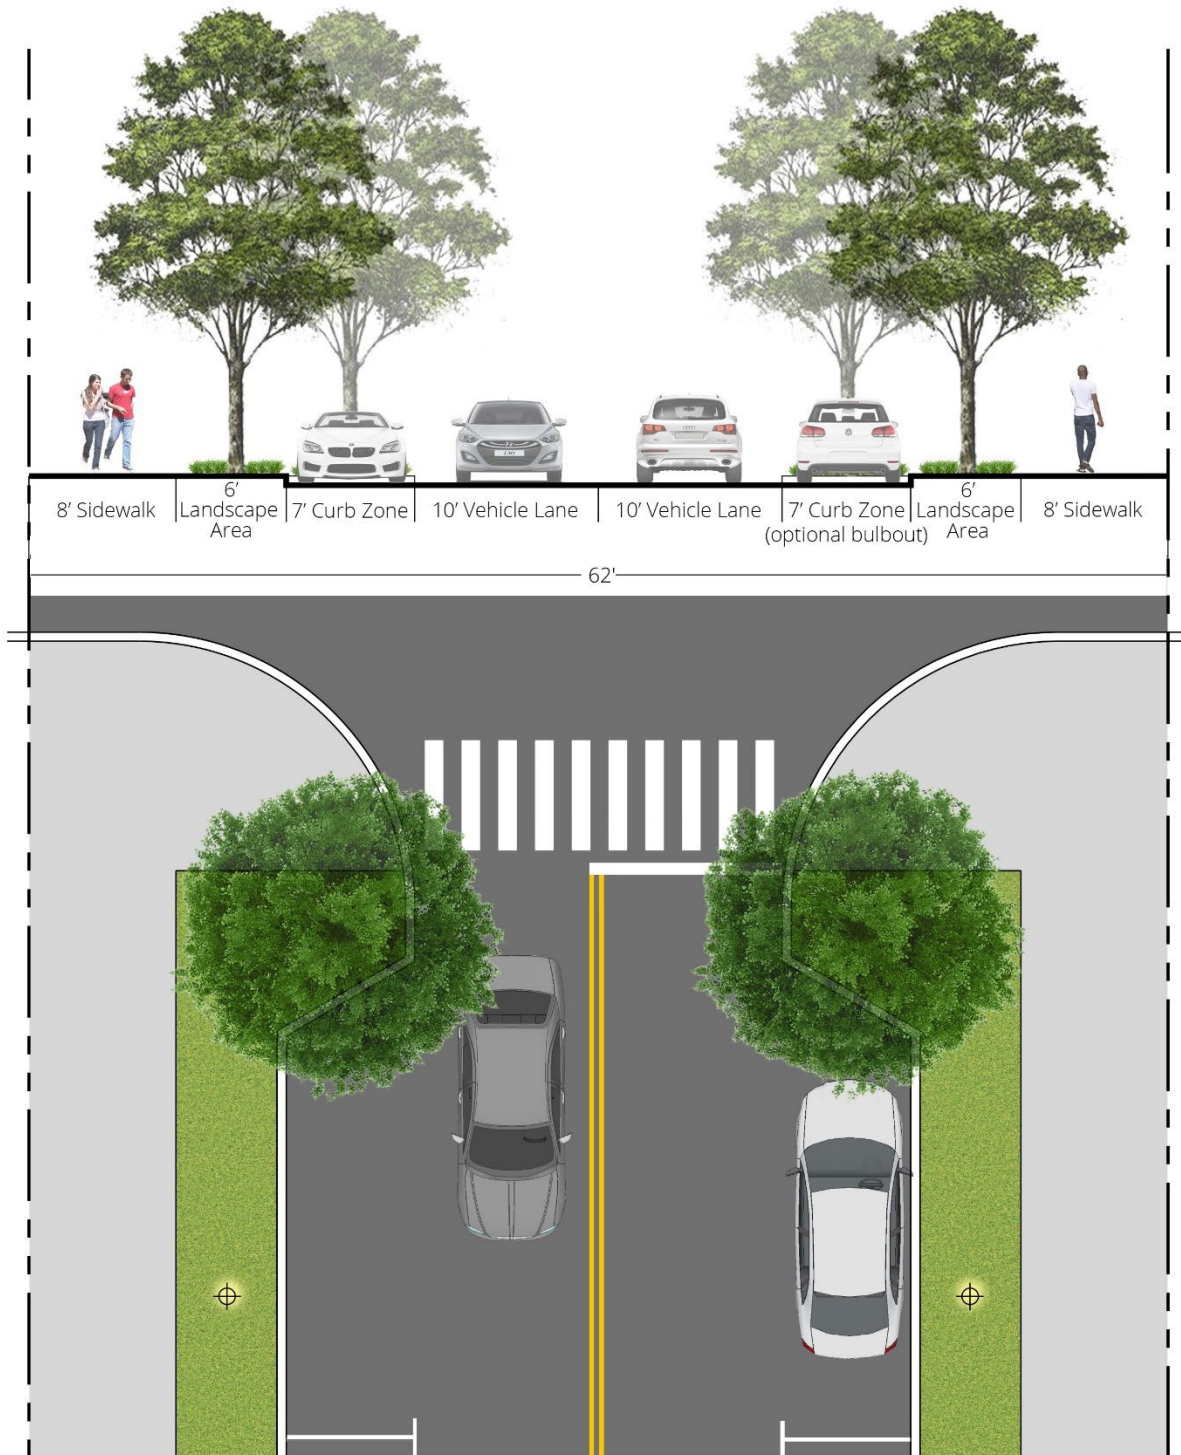 8' Sidewalk
6'
Landscape
Area
7' Curb Zone
10' Vehicle Lane
10' Vehicle Lane
7' Curb Zone
(optional bulbout)
6'
Landscape
Area
8' Sidewalk
62'